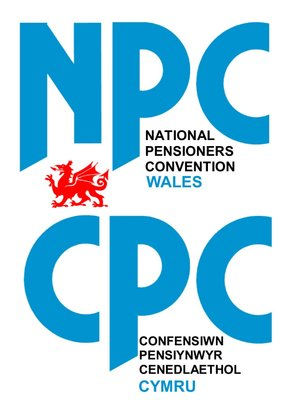 NPC
NATIONAL
PENSIONERS
CONVENTION
WALES
CPC
CONFENSIWN
PENSIYNWYR
CENEDLAETHOL
CYMRU